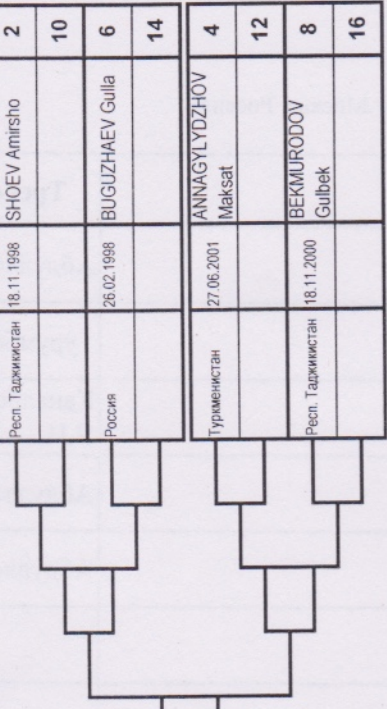 2 SHOEV Amirsho 18.11.1998 Респ. Таджикистан
10
6 BUGUZHAEV Gulla 26.02.1998 Россия
14
4 ANNAGYLYDZHOV
Maksat 27.06.2001 Туркменистан
12
8 BEKMURODOV
Gulbek 18.11.2000 Респ. Таджикистан
16